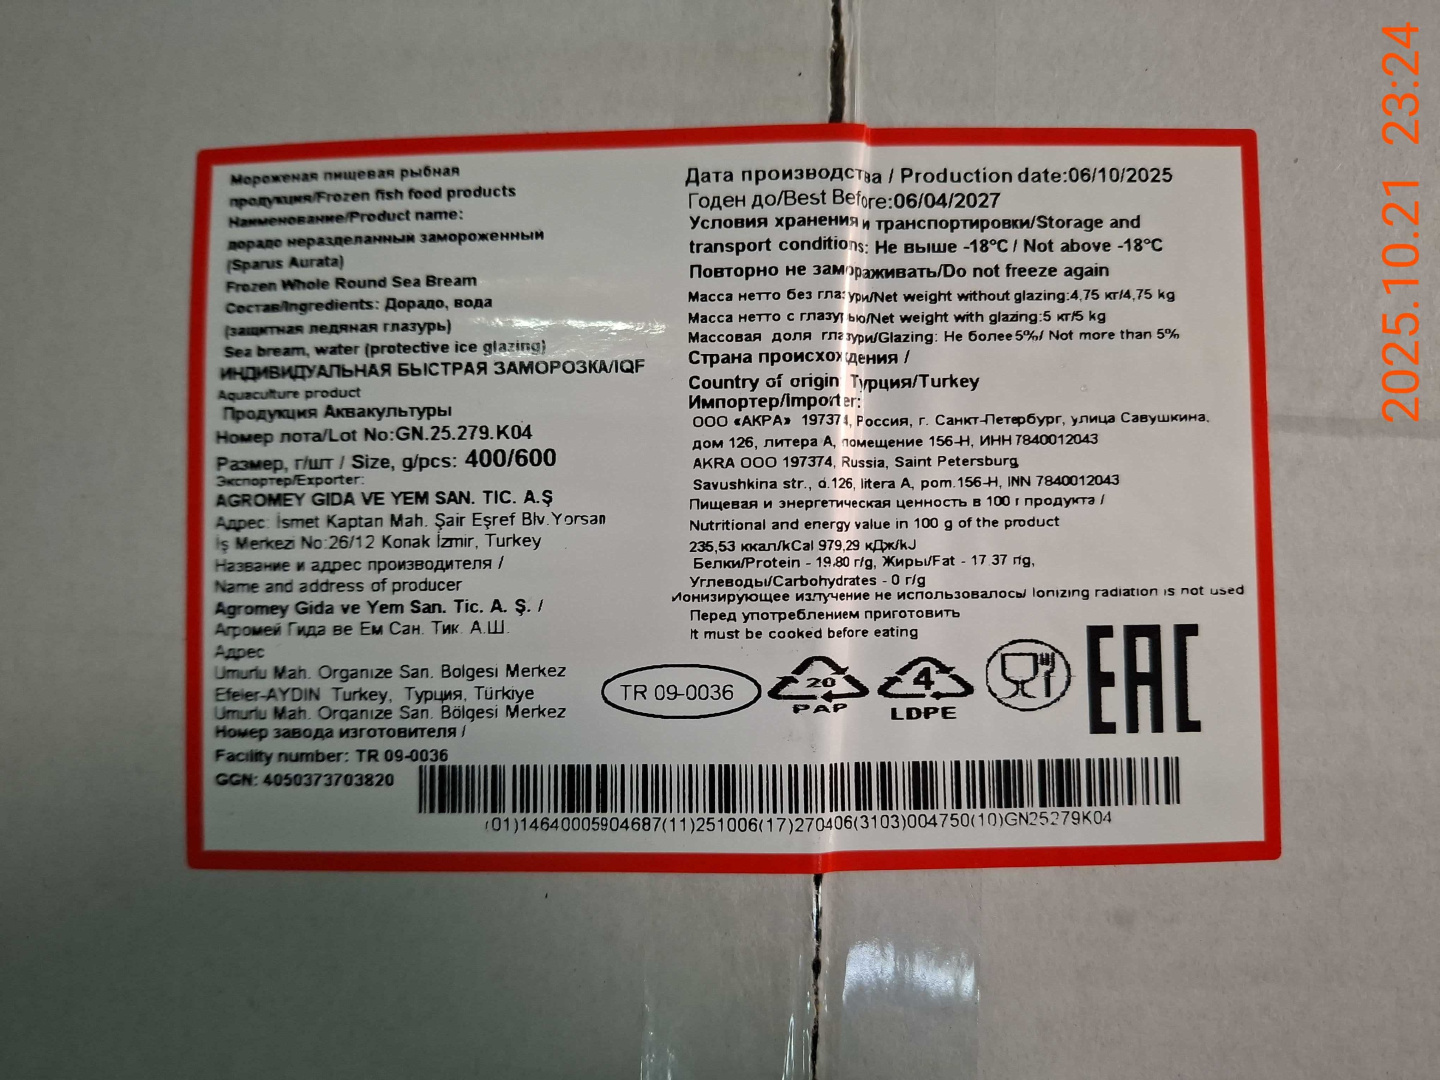 Мороженая пищевая рыбная
продукция/Frozen fish food products
Наименование/Product name:
дорадо неразделанный замороженный
(Sparus Aurata)
Frozen Whole Round Sea Bream
Состав/Ingredients: Дорадо, вода
(защитная ледяная глазурь)
Sea bream, water (protective ice glazing)
ИНДИВИДУАЛЬНАЯ БЫСТРАЯ ЗАМОРОЗКА/IQF
Aquaculture product
Продукция Аквакультуры
Номер лота/Lot No:GN.25.279.K04
Размер, г/шт / Size, g/pcs: 400/600
Экспортер/Exporter:
AGROMEY GIDA VE YEM SAN. TIC. A.Ş
Адрес: İsmet Kaptan Mah. Şair Eşref Blv.Yorsan
İş Merkezi No:26/12 Konak İzmir, Turkey
Название и адрес производителя /
Name and address of producer
Agromey Gida ve Yem San. Tic. A. Ş. /
Агромей Гида ве Ем Сан. Тик. А.Ш.
Адрес
Umurlu Mah. Organıze San. Bolgesi Merkez
Efeler-AYDIN Turkey, Турция, Türkiye
Umurlu Mah. Organıze San. Bölgesi Merkez
Номер завода изготовителя /
Facility number: TR 09-0036
GGN: 4050373703820
Дата производства / Production date:06/10/2025
Годен до/Best Before:06/04/2027
Условия хранения и транспортировки/Storage and
transport conditions: Не выше -18°C / Not above -18°C
Повторно не замораживать/Do not freeze again
Масса нетто без глазури/Net weight without glazing:4,75 кг/4,75 kg
Масса нетто с глазурью/Net weight with glazing:5 кг/5 kg
Массовая доля глазури/Glazing: Не более 5%/ Not more than 5%
Страна происхождения /
Country of origin Турция/Turkey
Импортер/Importer:
ООО «АКРА» 197374, Россия, г. Санкт-Петербург, улица Савушкина.
дом 126, литера А, помещение 156-Н, ИНН 7840012043
AKRA OOO 197374, Russia, Saint Petersburg
Savushkina str., d.126, litera A, pom.156-H, INN 7840012043
Пищевая и энергетическая ценность в 100 г продукта /
Nutritional and energy value in 100 g of the product
235,53 ккал/kCal 979,29 кДж/kJ
Белки/Protein - 19.80 г/g, Жиры/Fat - 17 37 г/g,
Углеводы/Carbohydrates - 0 г/g
Ионизирующее излучение не использовалось/ Ionizing radiation is not used
Перед употреблением приготовить
It must be cooked before eating
TR 09-0036
20
PAP
4
LDPE
EAC
(01)14640005904687(11)251006(17)270406(3103)004750(10)GN25279K04
2025.10.21 23:24